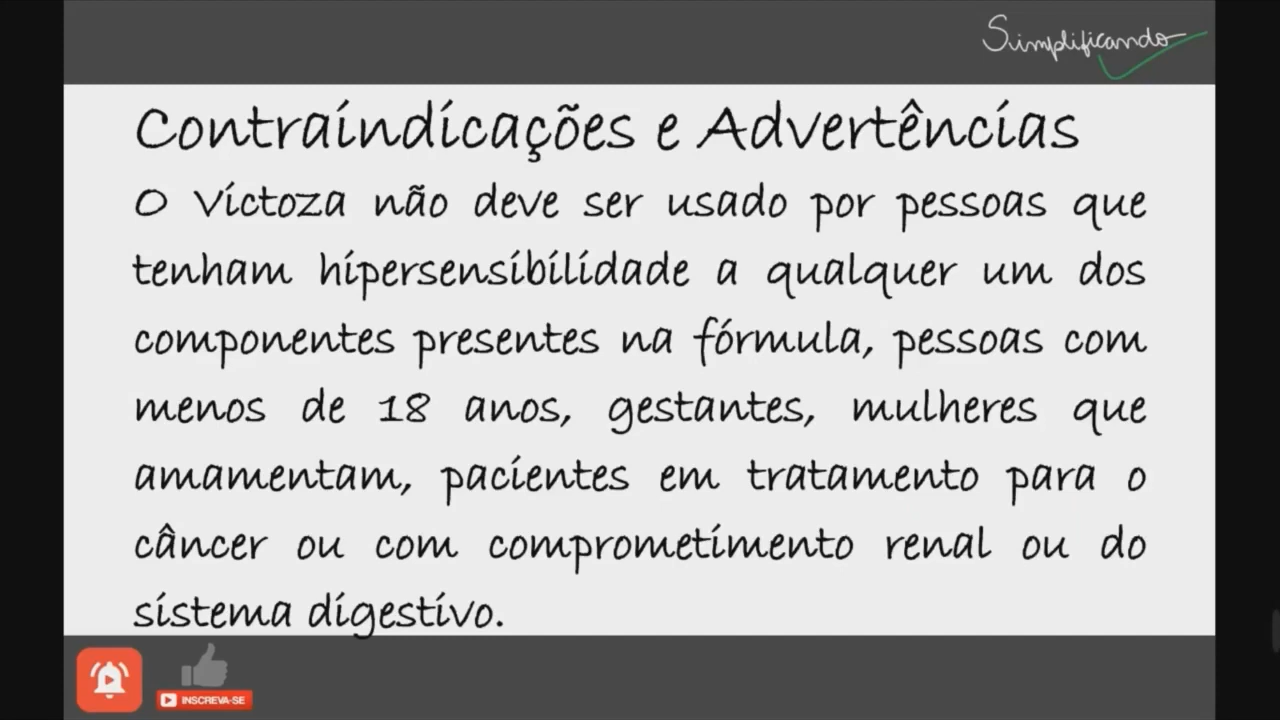 Simplificando
Contraindicações e Advertências
O Victoza não deve ser usado por pessoas que
tenham hipersensibilidade a qualquer um dos
componentes presentes na fórmula, pessoas com
menos de 18 anos, gestantes, mulheres que
amamentam, pacientes em tratamento para o
câncer ou com comprometimento renal ou do
sistema digestivo.
INSCREVA-SE